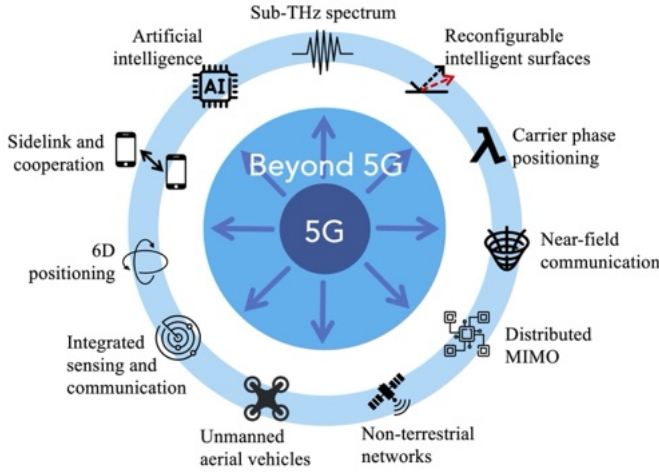 Sub-THz spectrum
Reconfigurable
intelligent surfaces
Carrier phase
positioning
Near-field
communication
Distributed
MIMO
Non-terrestrial
networks
Unmanned
aerial vehicles
Integrated
sensing and
communication
6D
positioning
Sidelink and
cooperation
Artificial
intelligence
AI
λ
Beyond 5G
5G